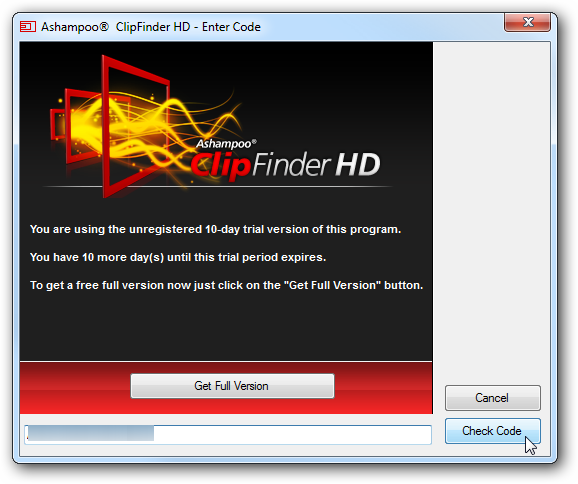 Ashampoo® ClipFinder HD - Enter Code
Ashampoo®
ClipFinder HD
You are using the unregistered 10-day trial version of this program.
You have 10 more day(s) until this trial period expires.
To get a free full version now just click on the "Get Full Version" button.
Get Full Version
Cancel
Check Code